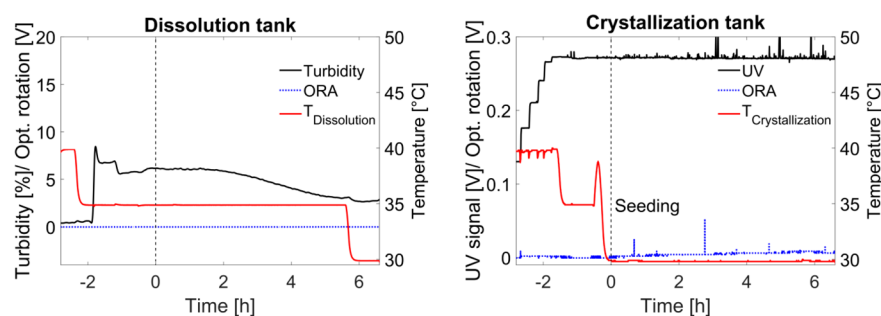 Dissolution tank
Turbidity [%]/ Opt. rotation [V]
20
15
10
5
0
Turbidity
ORA
T Dissolution
50
45
40
35
30
Temperature [°C]
-2
0
2
4
6
Time [h]
Crystallization tank
UV signal [V]/ Opt. rotation [V]
0.3
0.2
0.1
0
UV
ORA
T Crystallization
Seeding
50
45
40
35
30
Temperature [°C]
-2
0
2
4
6
Time [h]